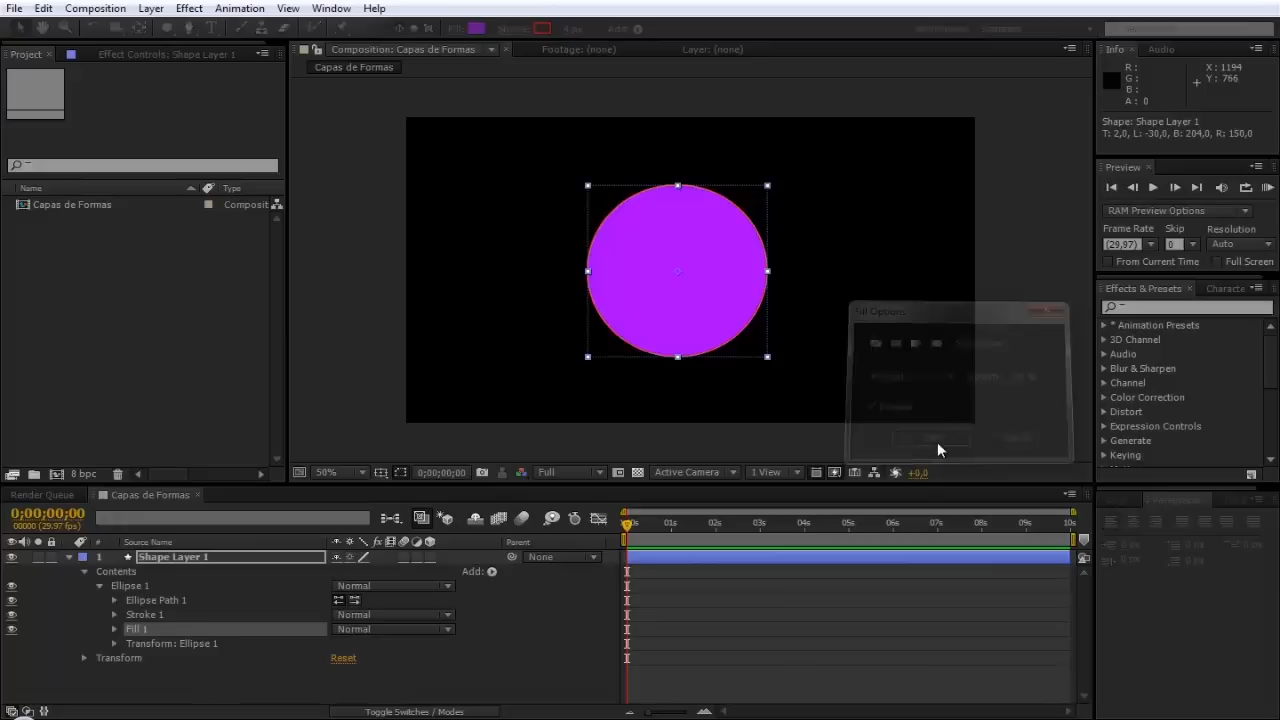 File Edit Composition Layer Effect Animation View Window Help
Project
Effect Controls: Shape Layer 1
Composition: Capas de Formas
Footage: (none)
Layer: (none)
Info
Audio
Capas de Formas
R :
G :
B :
A : 0
X : 1194
Y : 766
Shape: Shape Layer 1
T: 2,0, L: -30,0, B: 204,0, R: 150,0
Preview
RAM Preview Options
Frame Rate Skip Resolution
(29,97) 0 Auto
From Current Time Full Screen
Effects & Presets
Characte
Name Type
Capas de Formas Composit
* Animation Presets
3D Channel
Audio
Blur & Sharpen
Channel
Color Correction
Distort
Expression Controls
Generate
Keying
Fill Options
8 bpc
50%
0;00;00;00
Full
Active Camera
1 View
+0,0
Render Queue
Capas de Formas
0;00;00;00
00000 (29.97 fps)
# Source Name Parent
01s 02s 03s 04s 05s 06s 07s 08s 09s 10s
1 Shape Layer 1 None
Contents Add:
Ellipse 1 Normal
Ellipse Path 1
Stroke 1 Normal
Fill 1 Normal
Transform: Ellipse 1
Transform Reset
Toggle Switches / Modes